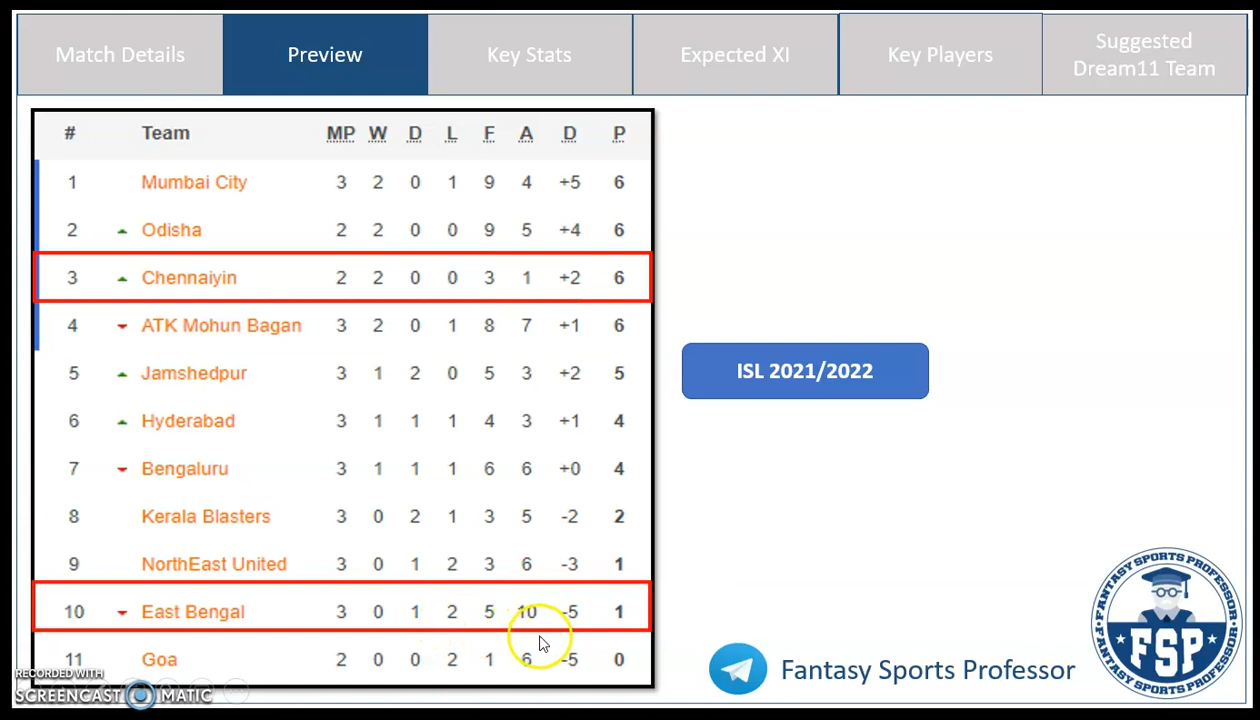 Match Details Preview Key Stats Expected XI Key Players Suggested
Dream11 Team
# Team MP W D L F A D P
1 Mumbai City 3 2 0 1 9 4 +5 6
2 Odisha 2 2 0 0 9 5 +4 6
3 Chennaiyin 2 2 0 0 3 1 +2 6
4 ATK Mohun Bagan 3 2 0 1 8 7 +1 6
5 Jamshedpur 3 1 2 0 5 3 +2 5
6 Hyderabad 3 1 1 1 4 3 +1 4
7 Bengaluru 3 1 1 1 6 6 +0 4
8 Kerala Blasters 3 0 2 1 3 5 -2 2
9 NorthEast United 3 0 1 2 3 6 -3 1
10 East Bengal 3 0 1 2 5 10 -5 1
11 Goa 2 0 0 2 1 6 -5 0
ISL 2021/2022
Fantasy Sports Professor
FANTASY SPORTS PROFESSOR
FSP
FANTASY SPORTS PROFESSOR
RECORDED WITH
SCREENCAST MATIC